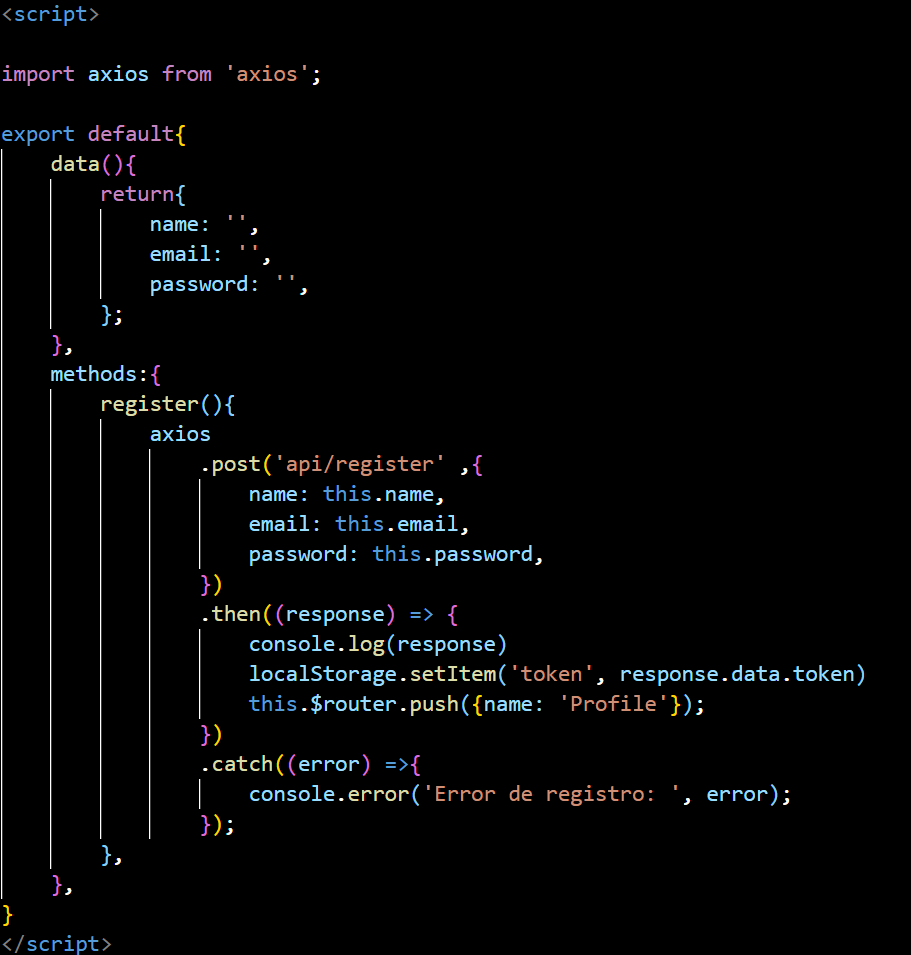 <script>
import axios from 'axios';
export default{
data(){
return{
name: '',
email: '',
password: '',
};
},
methods:{
register(){
axios
.post('api/register' ,{
name: this.name,
email: this.email,
password: this.password,
})
.then((response) => {
console.log(response)
localStorage.setItem('token', response.data.token)
this.$router.push({name: 'Profile'});
})
.catch((error) =>{
console.error('Error de registro: ', error);
});
},
},
}
</script>